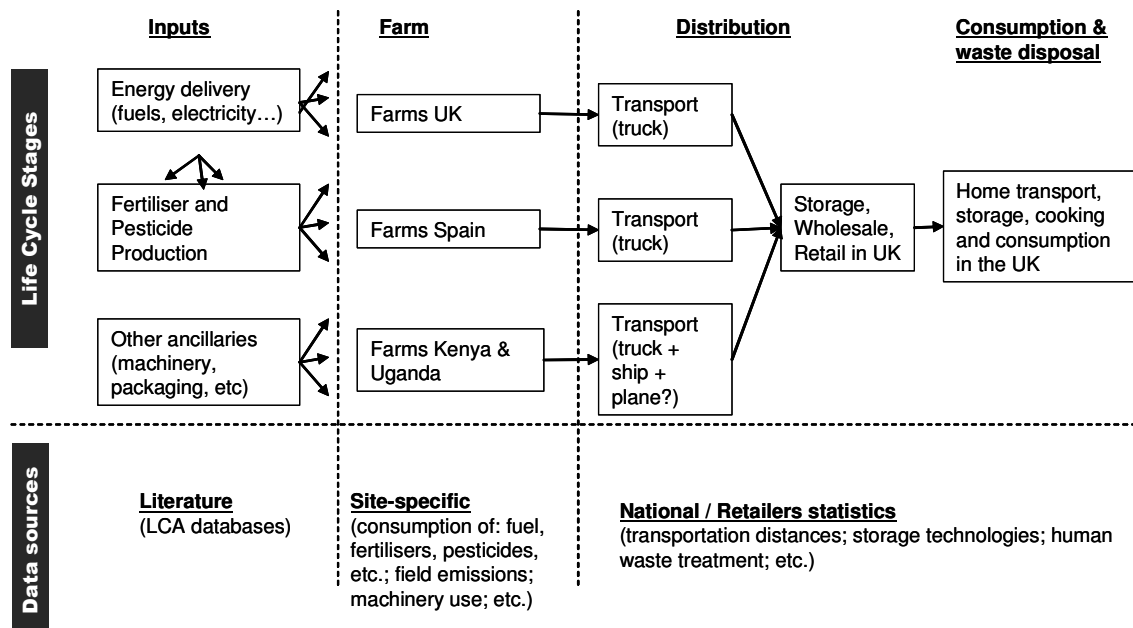 Inputs
Farm
Distribution
Consumption &
waste disposal
Life Cycle Stages
Energy delivery
(fuels, electricity…)
Farms UK
Transport
(truck)
Fertiliser and
Pesticide
Production
Farms Spain
Transport
(truck)
Storage,
Wholesale,
Retail in UK
Home transport,
storage, cooking
and consumption
in the UK
Other ancillaries
(machinery,
packaging, etc)
Farms Kenya &
Uganda
Transport
(truck +
ship +
plane?)
Data sources
Literature
(LCA databases)
Site-specific
(consumption of: fuel,
fertilisers, pesticides,
etc.; field emissions;
machinery use; etc.)
National / Retailers statistics
(transportation distances; storage technologies; human
waste treatment; etc.)